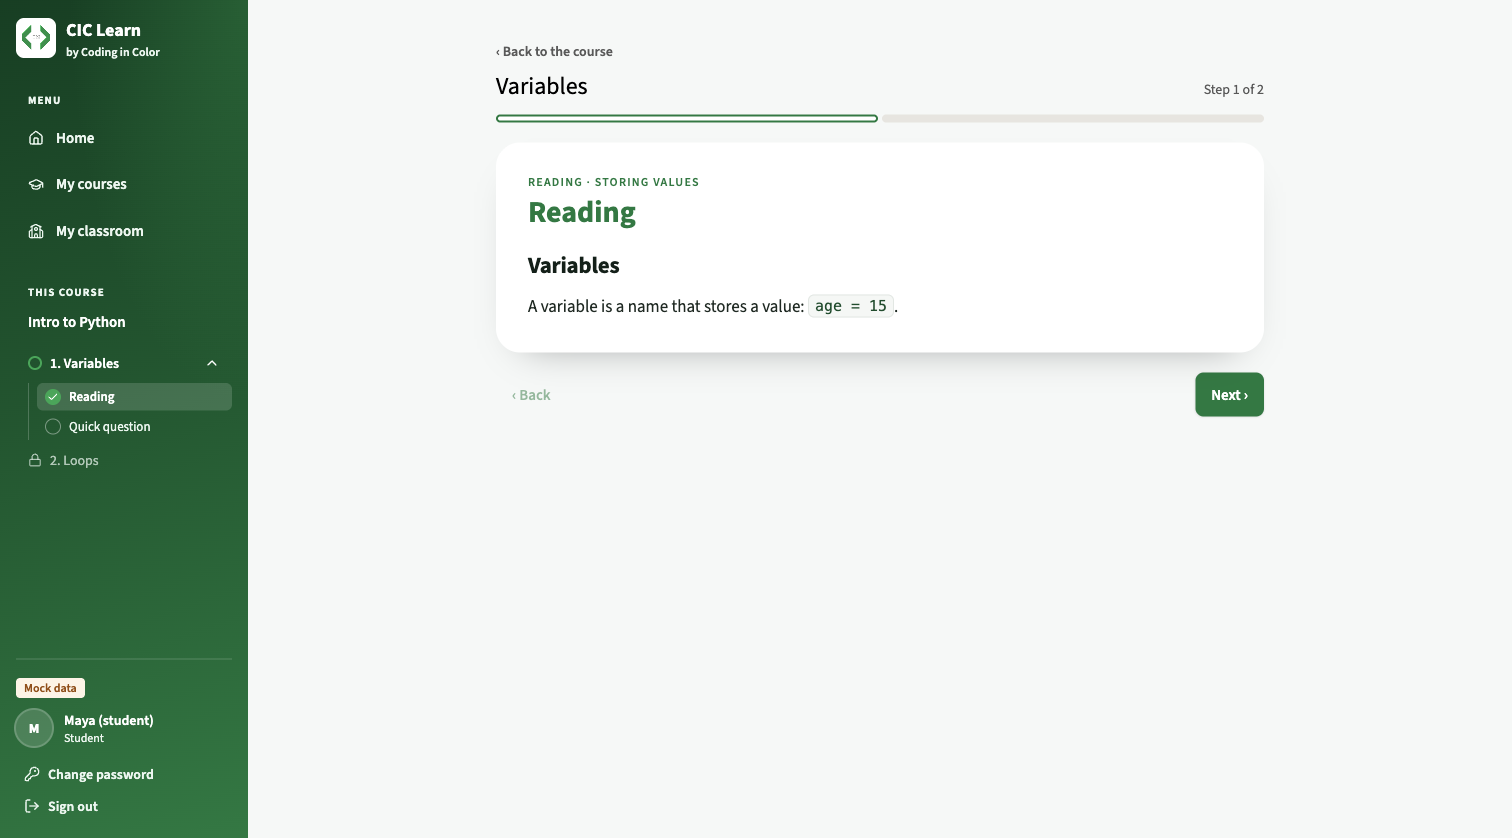 CIC Learn
by Coding in Color
MENU
Home
My courses
My classroom
THIS COURSE
Intro to Python
1. Variables
Reading
Quick question
2. Loops
Mock data
M
Maya (student)
Student
Change password
Sign out
‹ Back to the course
Variables
Step 1 of 2
READING · STORING VALUES
Reading
Variables
A variable is a name that stores a value: age = 15.
‹ Back
Next ›